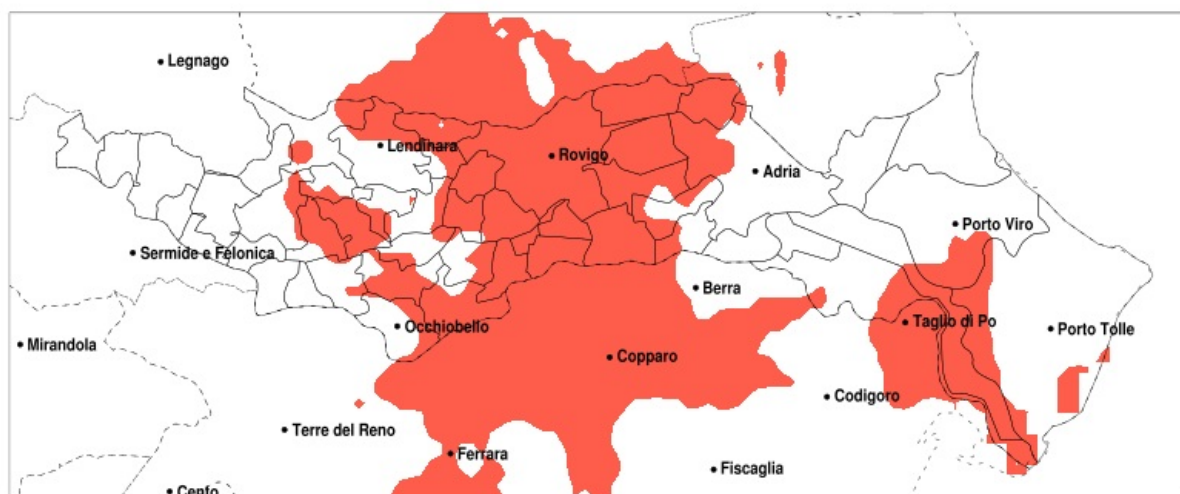 Legnago
Lendinara
Rovigo
Adria
Porto Viro
Sermide e Felonica
Berra
Occhiobello
Taglio di Po
Porto Tolle
Mirandola
Copparo
Codigoro
Terre del Reno
Ferrara
Fiscaglia
Cento